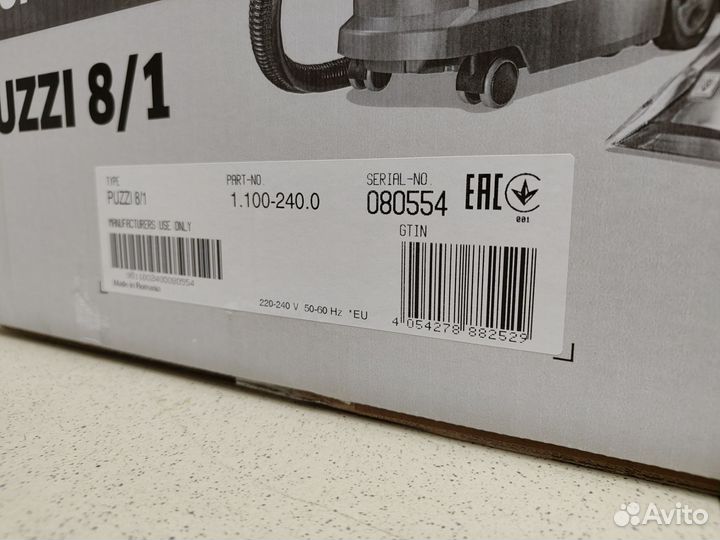 UZZI 8/1
TYPE PART-NO. SERIAL-NO.
PUZZI 8/1 1.100-240.0 080554 EAC
001
MANUFACTURERS USE ONLY GTIN
Made in Romania
220-240 V 50-60 Hz *EU
4 054278 882529
Avito